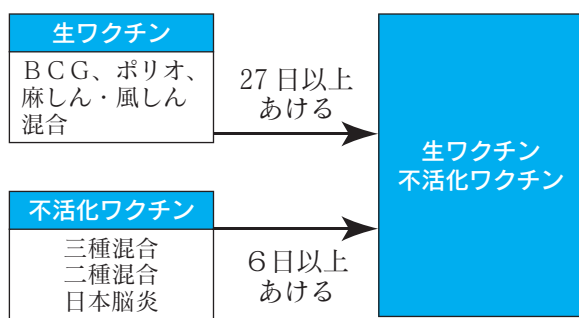 生ワクチン
ＢＣＧ、ポリオ、
麻しん・風しん
混合
27日以上
あける
不活化ワクチン
三種混合
二種混合
日本脳炎
６日以上
あける
生ワクチン
不活化ワクチン